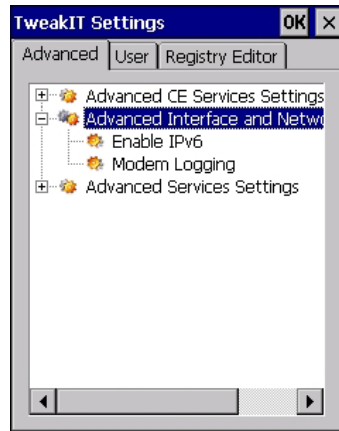 TweakIT Settings OK ×
Advanced User Registry Editor
Advanced CE Services Settings
Advanced Interface and Netwo
Enable IPv6
Modem Logging
Advanced Services Settings